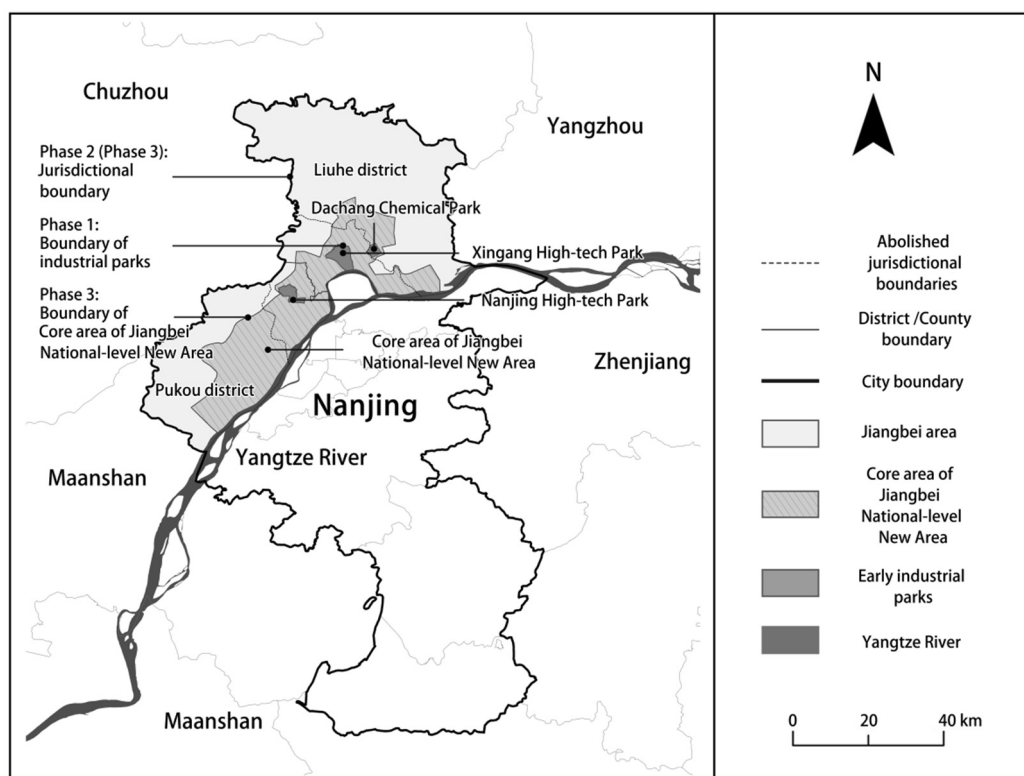 Chuzhou
Yangzhou
Phase 2 (Phase 3):
Jurisdictional
boundary
Liuhe district
Dachang Chemical Park
Phase 1:
Boundary of
industrial parks
Xingang High-tech Park
Phase 3:
Boundary of
Core area of Jiangbei
National-level New Area
Nanjing High-tech Park
Core area of Jiangbei
National-level New Area
Zhenjiang
Pukou district
Nanjing
Yangtze River
Maanshan
Maanshan
N
Abolished
jurisdictional
boundaries
District /County
boundary
City boundary
Jiangbei area
Core area of
Jiangbei
National-level
New Area
Early industrial
parks
Yangtze River
0 20 40 km